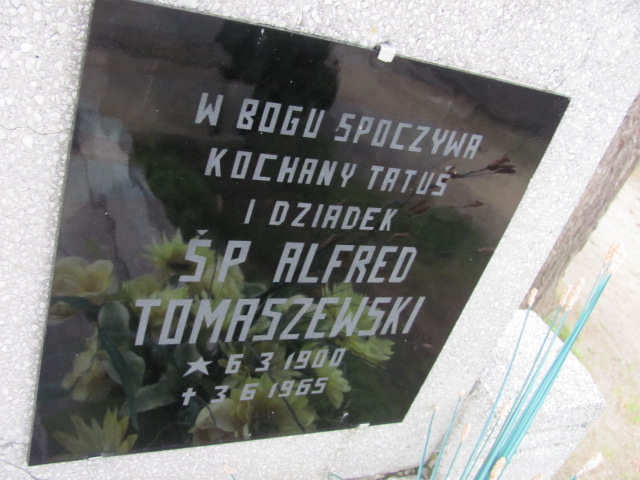 W BOGU SPOCZYWA
KOCHANY TATUŚ
I DZIADEK
ŚP ALFRED
TOMASZEWSKI
★ 6 3 1900
✝ 3 6 1965